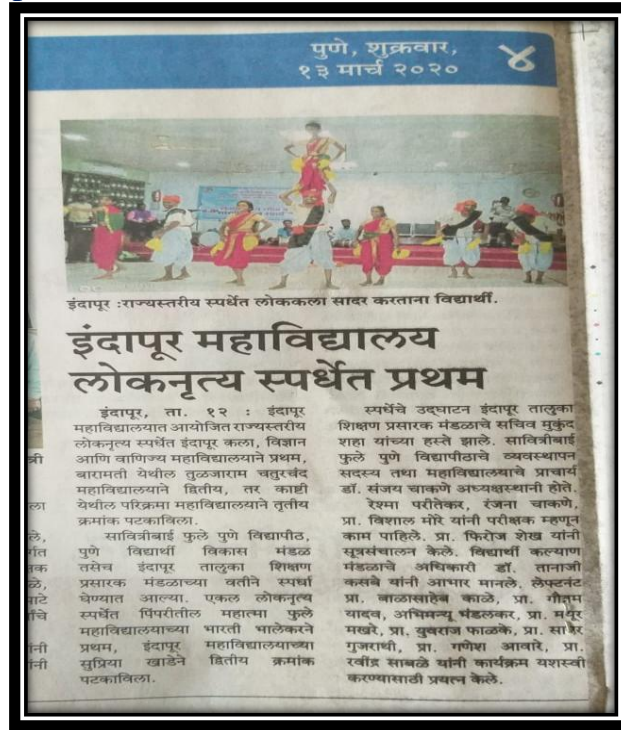 पुणे, शुक्रवार,
१३ मार्च २०२०
४
इंदापूर :राज्यस्तरीय स्पर्धेत लोककला सादर करताना विद्यार्थी.
इंदापूर महाविद्यालय
लोकनृत्य स्पर्धेत प्रथम
इंदापूर, ता. १२ : इंदापूर
महाविद्यालयात आयोजित राज्यस्तरीय
लोकनृत्य स्पर्धेत इंदापूर कला, विज्ञान
आणि वाणिज्य महाविद्यालयाने प्रथम,
बारामती येथील तुळजाराम चतुरचंद
महाविद्यालयाने द्वितीय, तर काष्टी
येथील परिक्रमा महाविद्यालयाने तृतीय
क्रमांक पटकाविला.
सावित्रीबाई फुले पुणे विद्यापीठ,
पुणे विद्यार्थी विकास मंडळ
तसेच इंदापूर तालुका शिक्षण
प्रसारक मंडळाच्या वतीने स्पर्धा
घेण्यात आल्या. एकल लोकनृत्य
स्पर्धेत पिंपरीतील महात्मा फुले
महाविद्यालयाच्या भारती भालेकरने
प्रथम, इंदापूर महाविद्यालयाच्या
सुप्रिया खाडेने द्वितीय क्रमांक
पटकाविला.
स्पर्धेचे उद्‌घाटन इंदापूर तालुका
शिक्षण प्रसारक मंडळाचे सचिव मुकुंद
शहा यांच्या हस्ते झाले. सावित्रीबाई
फुले पुणे विद्यापीठाचे व्यवस्थापन
सदस्य तथा महाविद्यालयाचे प्राचार्य
डॉ. संजय चाकणे अध्यक्षस्थानी होते.
रेश्मा परीतेकर, रंजना चाकणे,
प्रा. विशाल मोरे यांनी परीक्षक म्हणून
काम पाहिले. प्रा. फिरोज शेख यांनी
सूत्रसंचालन केले. विद्यार्थी कल्याण
मंडळाचे अधिकारी डॉ. तानाजी
कसबे यांनी आभार मानले. लेफ्टनंट
प्रा. बाळासाहेब काळे, प्रा. गौतम
यादव, अभिमन्यू भंडलकर, प्रा. मयूर
मखरे, प्रा, युवराज फाळके, प्रा. सागर
गुजराथी, प्रा. गणेश आवारे, प्रा.
रवींद्र साबळे यांनी कार्यक्रम यशस्वी
करण्यासाठी प्रयत्न केले.